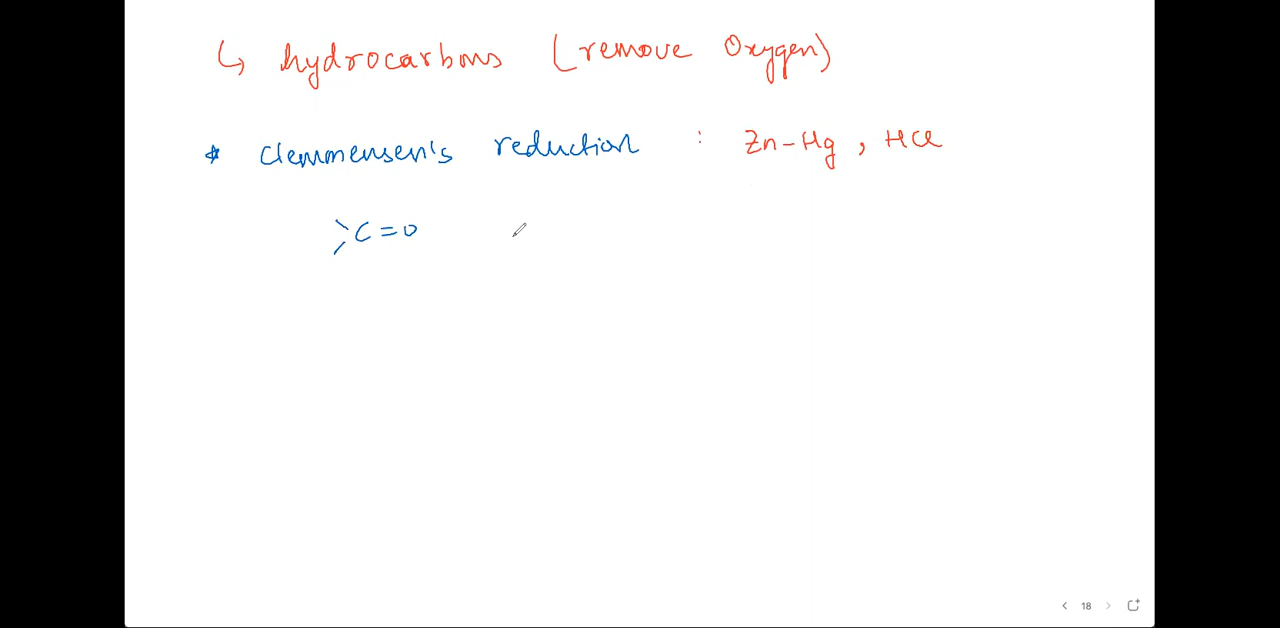 ↳ hydrocarbons (remove Oxygen)
* Clemmensen's reduction : Zn-Hg, HCl
>C=O
18